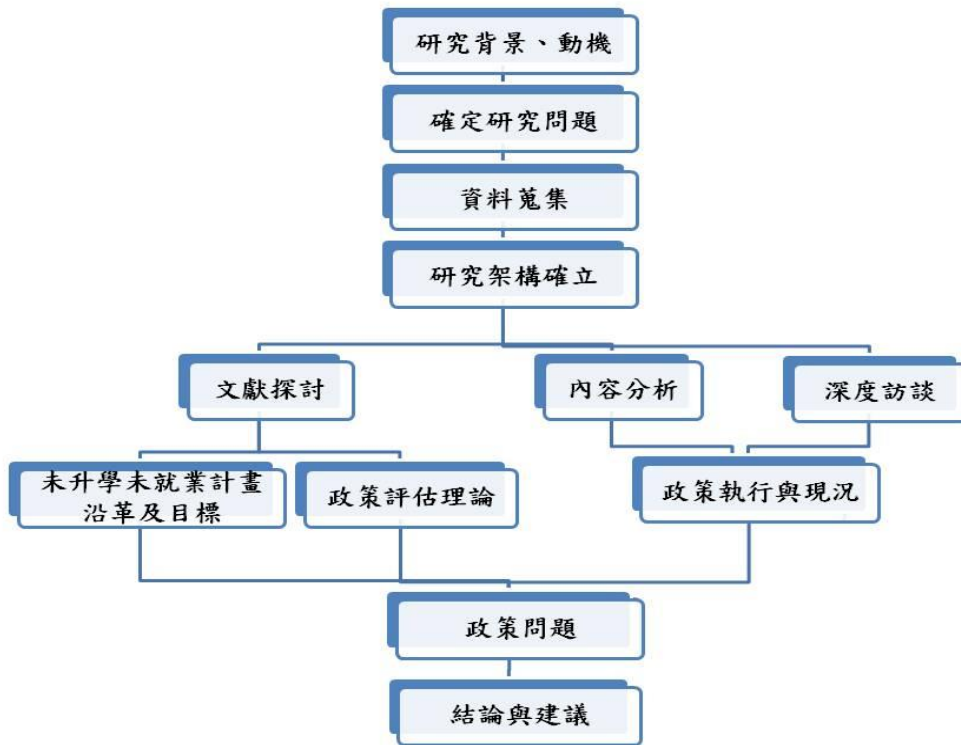 研究背景、動機
確定研究問題
資料蒐集
研究架構確立
文獻探討
內容分析
深度訪談
未升學未就業計畫
沿革及目標
政策評估理論
政策執行與現況
政策問題
結論與建議